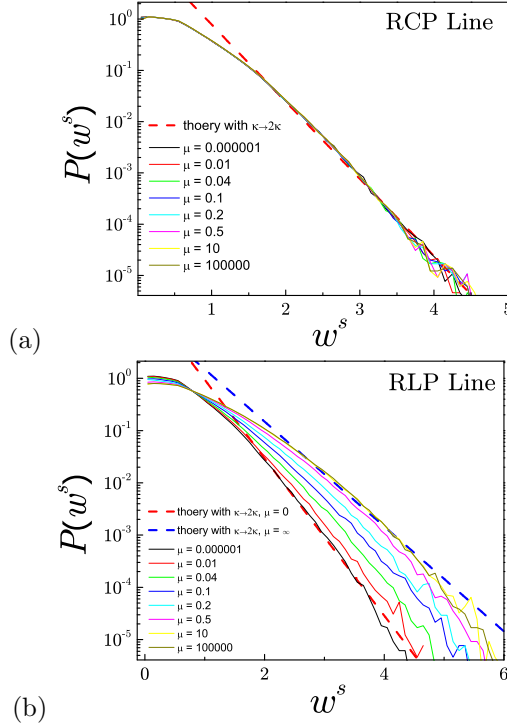 RCP Line
10^0
10^-1
10^-2
10^-3
10^-4
10^-5
P(w^s)
thoery with κ→2κ
μ = 0.000001
μ = 0.01
μ = 0.04
μ = 0.1
μ = 0.2
μ = 0.5
μ = 10
μ = 100000
1 2 3 4 5
w^s
(a)
RLP Line
10^0
10^-1
10^-2
10^-3
10^-4
10^-5
P(w^s)
thoery with κ→2κ, μ = 0
thoery with κ→2κ, μ = ∞
μ = 0.000001
μ = 0.01
μ = 0.04
μ = 0.1
μ = 0.2
μ = 0.5
μ = 10
μ = 100000
0 2 4 6
w^s
(b)